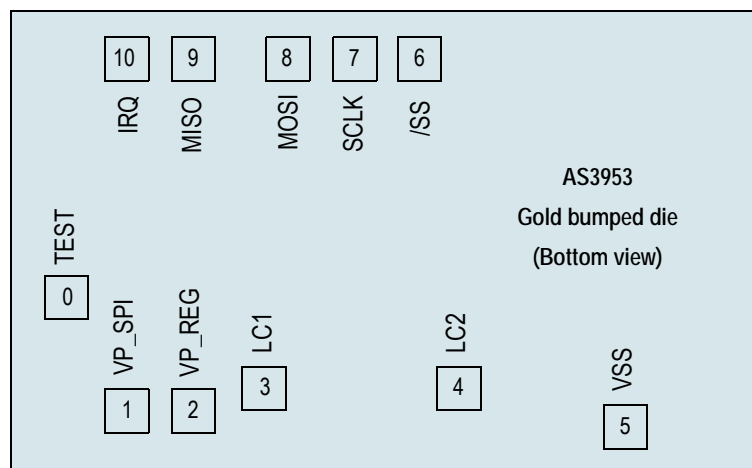 10 9 8 7 6
IRQ MISO MOSI SCLK /SS
AS3953
Gold bumped die
(Bottom view)
TEST
0
VP_SPI VP_REG LC1 LC2 VSS
1 2 3 4 5